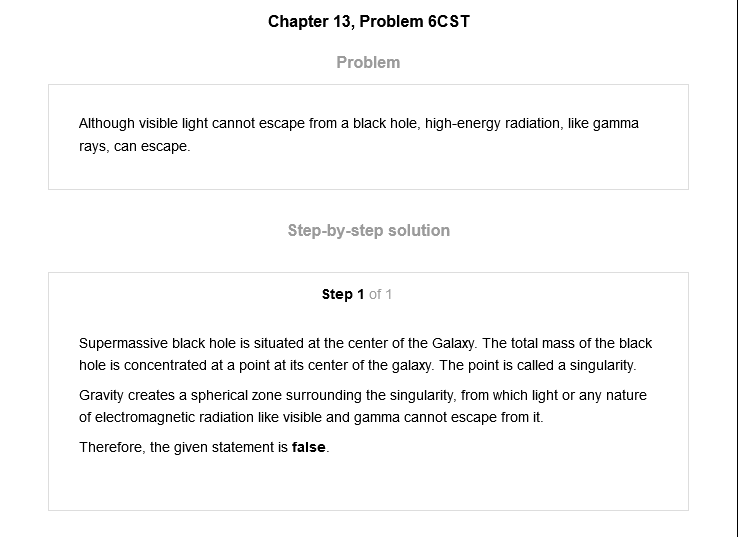 Chapter 13, Problem 6CST
Problem
Although visible light cannot escape from a black hole, high-energy radiation, like gamma
rays, can escape.
Step-by-step solution
Step 1 of 1
Supermassive black hole is situated at the center of the Galaxy. The total mass of the black
hole is concentrated at a point at its center of the galaxy. The point is called a singularity.
Gravity creates a spherical zone surrounding the singularity, from which light or any nature
of electromagnetic radiation like visible and gamma cannot escape from it.
Therefore, the given statement is false.